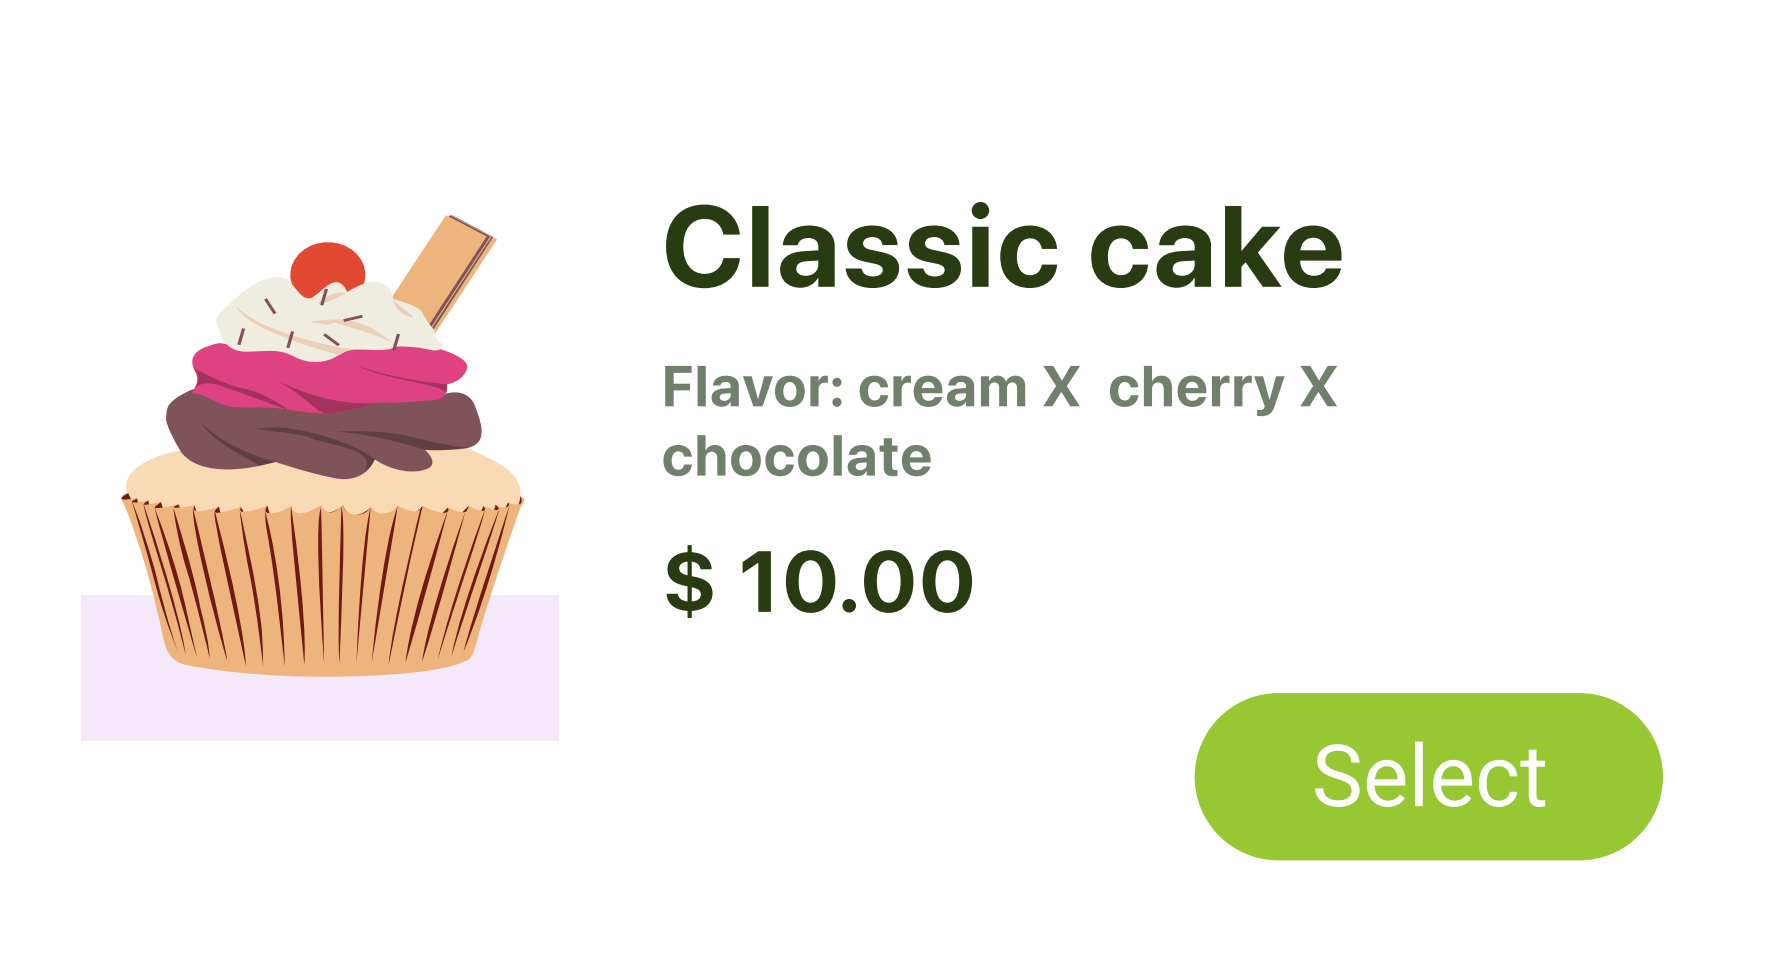 Classic cake
Flavor: cream X  cherry X
chocolate
$ 10.00
Select